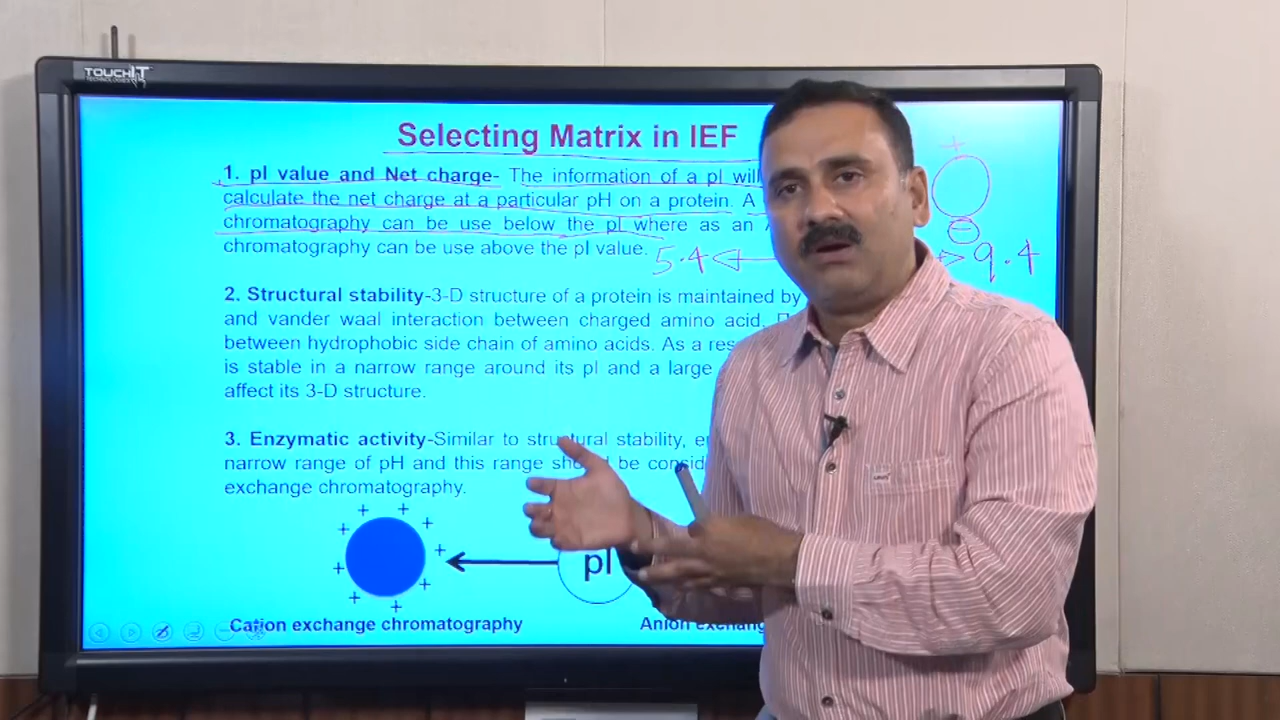 TOUCHIT
TECHNOLOGIES
Selecting Matrix in IEF
1. pI value and Net charge- The information of a pI will
calculate the net charge at a particular pH on a protein. A
chromatography can be use below the pI where as an
chromatography can be use above the pI value.
5.4
9.4
2. Structural stability-3-D structure of a protein is maintained by
and vander waal interaction between charged amino acid,
between hydrophobic side chain of amino acids. As a
is stable in a narrow range around its pI and a large
affect its 3-D structure.
3. Enzymatic activity-Similar to structural stability,
narrow range of pH and this range should be
exchange chromatography.
+ + + + + + + + + +
pI
Cation exchange chromatography
Anion